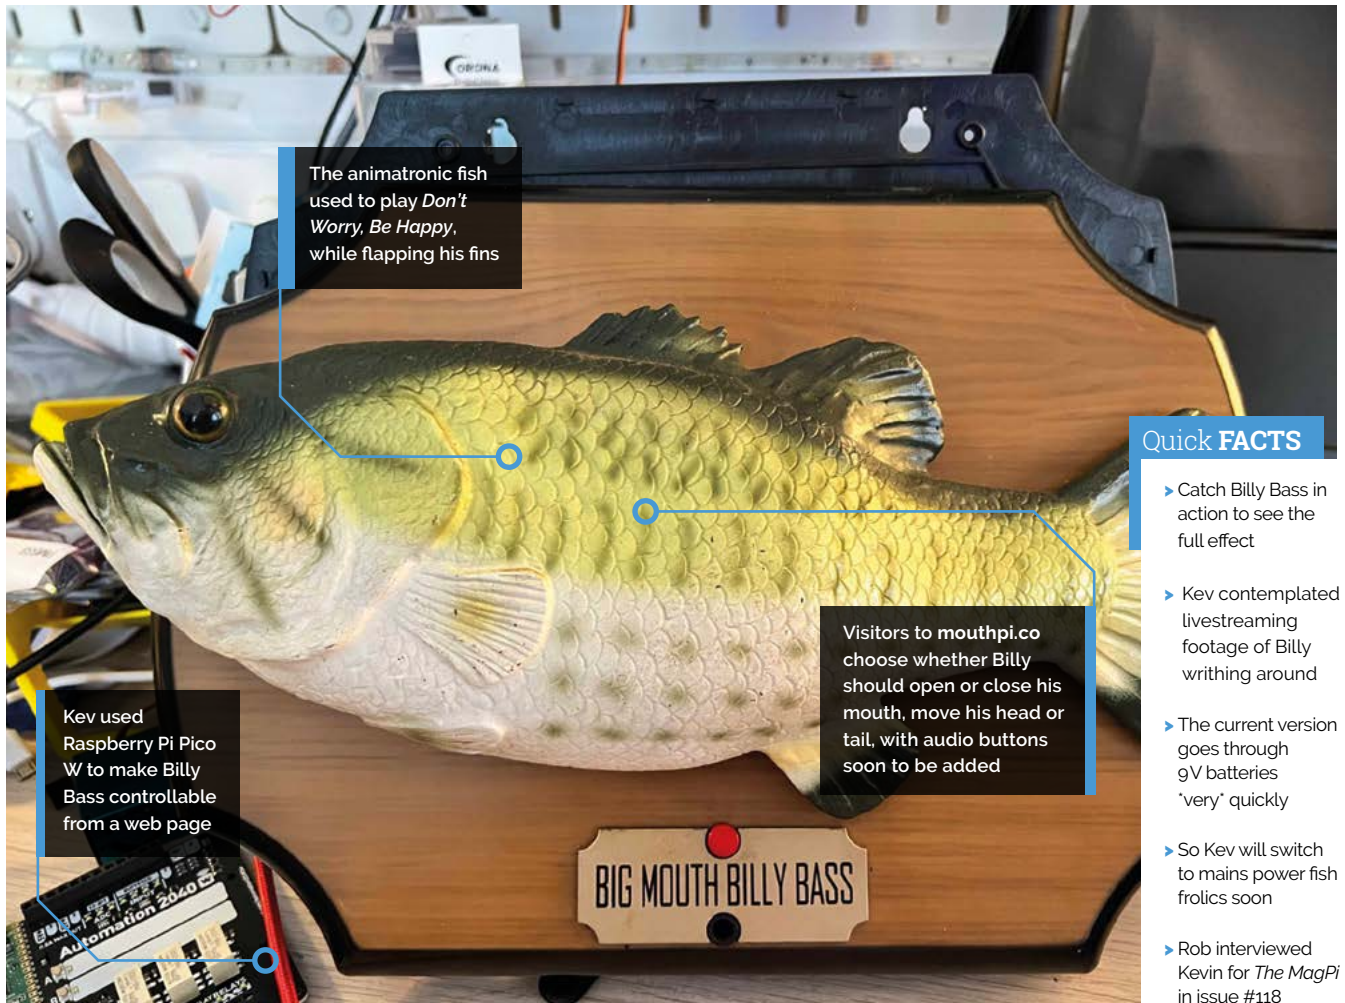 CORONA
The animatronic fish
used to play Don't
Worry, Be Happy,
while flapping his fins
Quick FACTS
> Catch Billy Bass in
action to see the
full effect
> Kev contemplated
livestreaming
footage of Billy
writhing around
> The current version
goes through
9V batteries
*very* quickly
> So Kev will switch
to mains power fish
frolics soon
> Rob interviewed
Kevin for The MagPi
in issue #118
Visitors to mouthpi.co
choose whether Billy
should open or close his
mouth, move his head or
tail, with audio buttons
soon to be added
Kev used
Raspberry Pi Pico
W to make Billy
Bass controllable
from a web page
BIG MOUTH BILLY BASS
Automation 2040